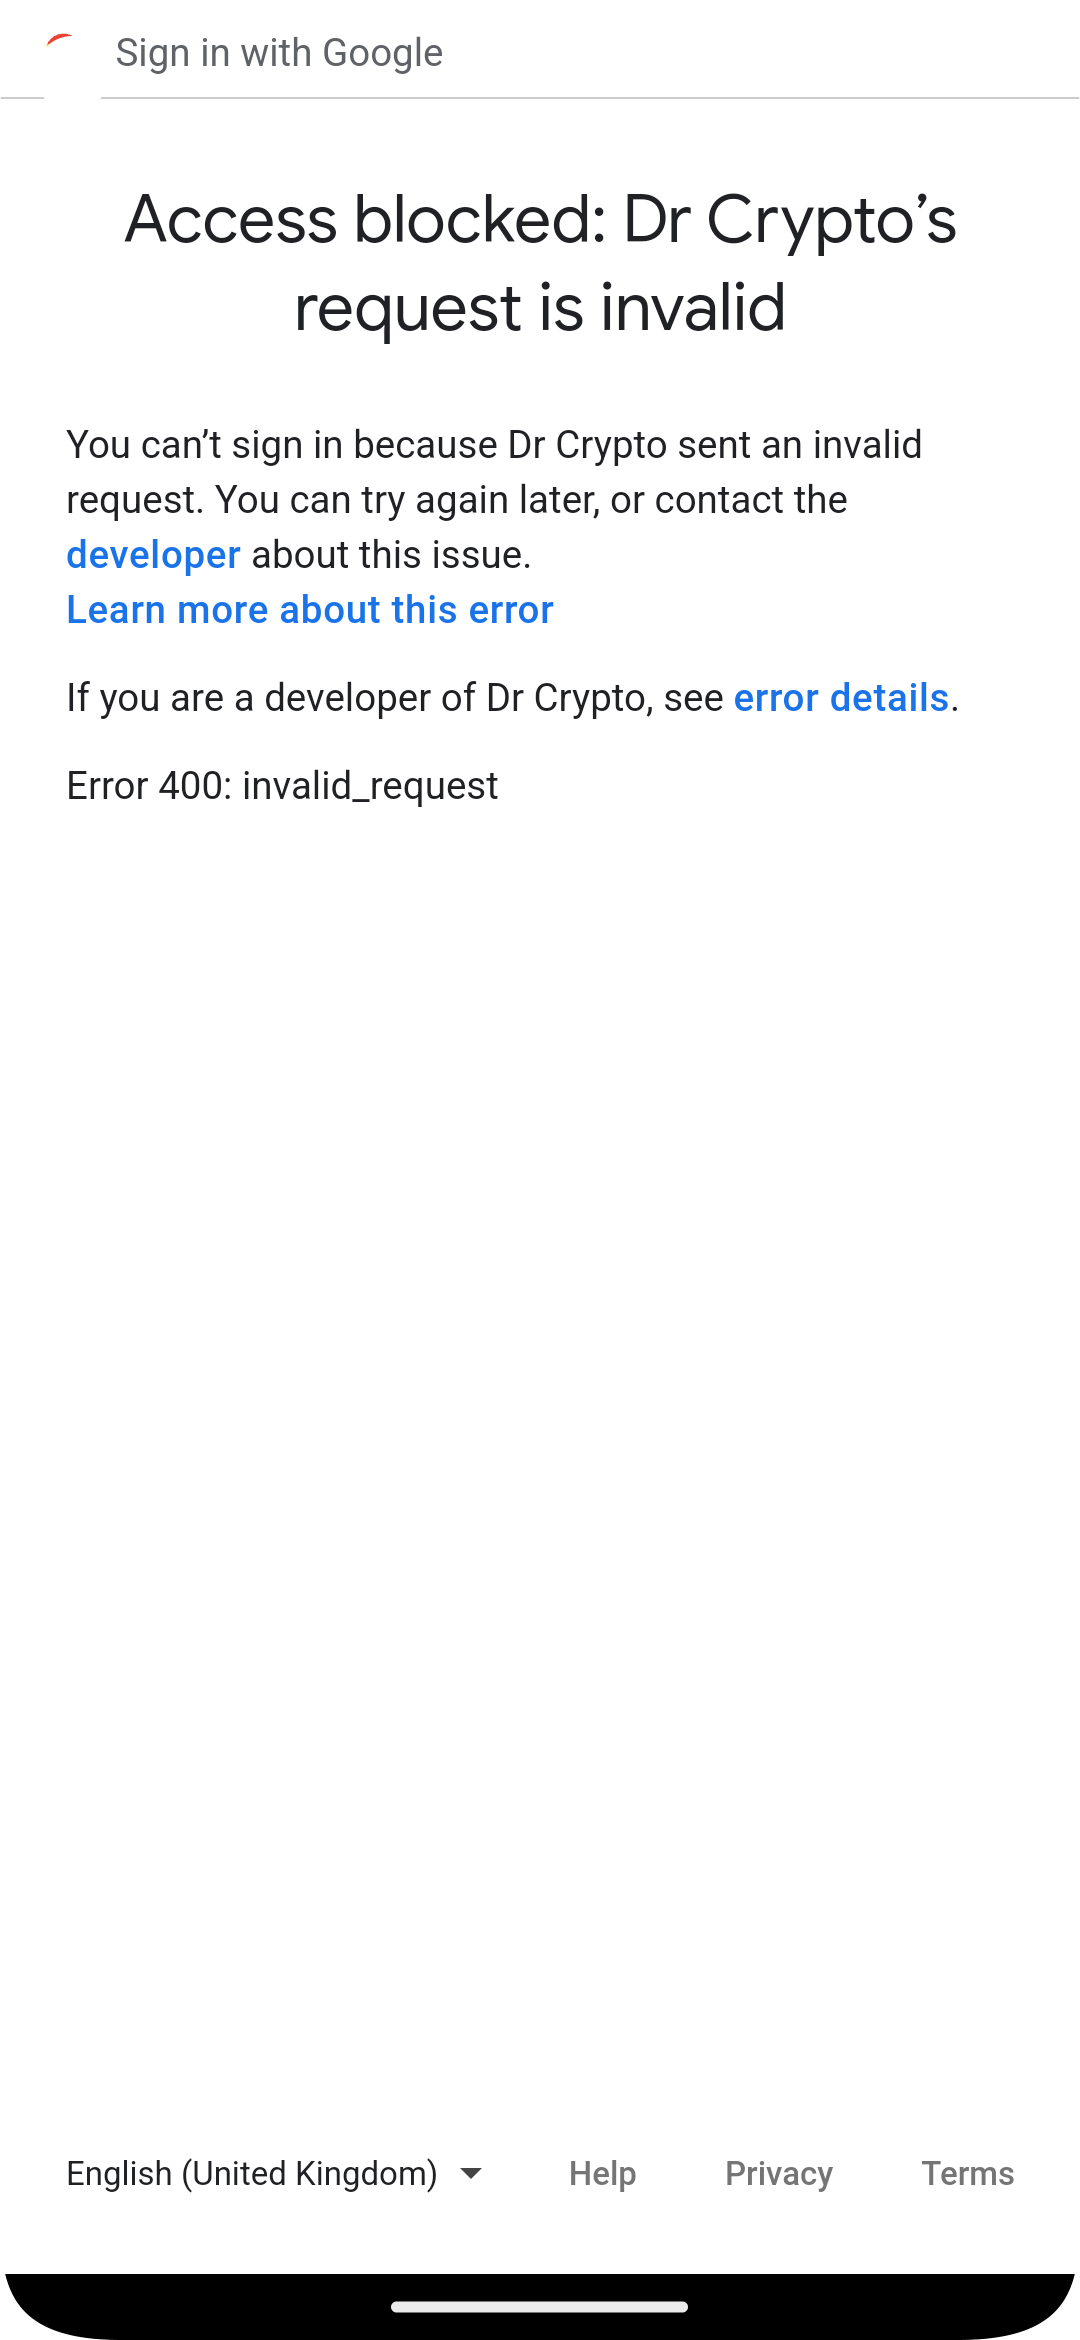 Sign in with Google
Access blocked: Dr Crypto’s
request is invalid
You can’t sign in because Dr Crypto sent an invalid
request. You can try again later, or contact the
developer about this issue.
Learn more about this error
If you are a developer of Dr Crypto, see error details.
Error 400: invalid_request
English (United Kingdom)
Help
Privacy
Terms